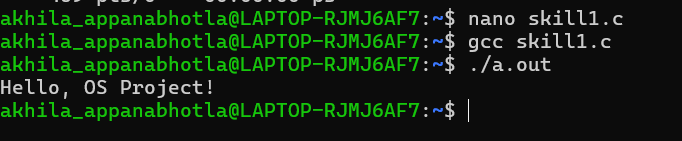 akhila_appanabhotla@LAPTOP-RJMJ6AF7:~$ nano skill1.c
akhila_appanabhotla@LAPTOP-RJMJ6AF7:~$ gcc skill1.c
akhila_appanabhotla@LAPTOP-RJMJ6AF7:~$ ./a.out
Hello, OS Project!
akhila_appanabhotla@LAPTOP-RJMJ6AF7:~$